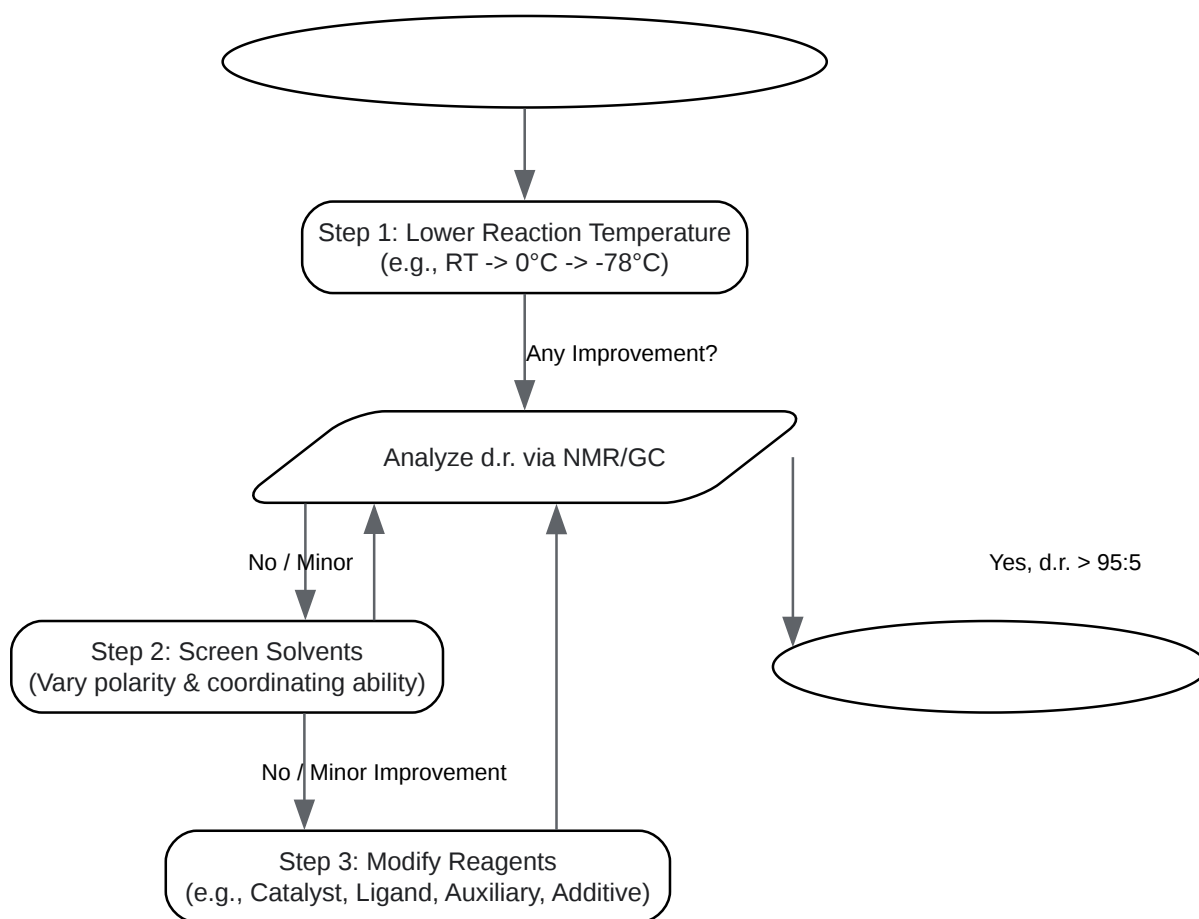 Step 1: Lower Reaction Temperature
(e.g., RT -> 0°C -> -78°C)
Any Improvement?
Analyze d.r. via NMR/GC
No / Minor
Yes, d.r. > 95:5
Step 2: Screen Solvents
(Vary polarity & coordinating ability)
No / Minor Improvement
Step 3: Modify Reagents
(e.g., Catalyst, Ligand, Auxiliary, Additive)